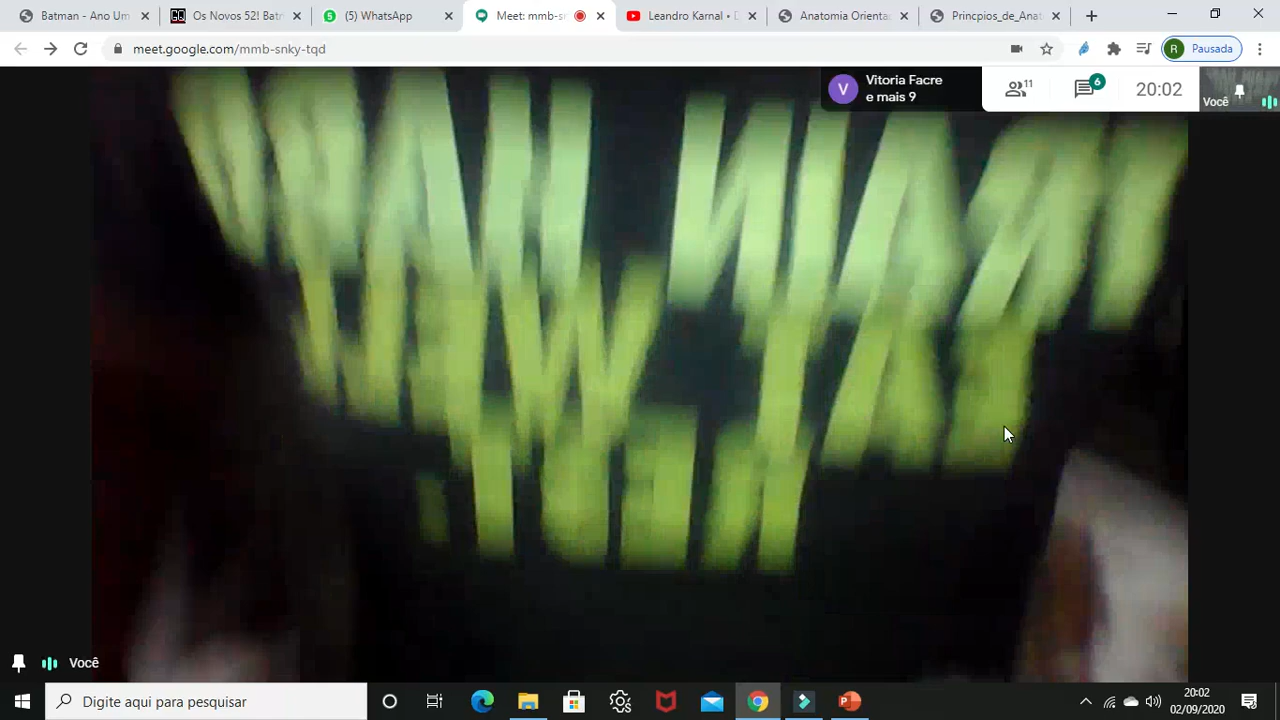 Batman - Ano Um
Os Novos 52! Batm
(5) WhatsApp
Meet: mmb-sn
Leandro Karnal • D
Anatomia Orienta
Princpios_de_Anat
meet.google.com/mmb-snky-tqd
R
Pausada
V
Vitoria Facre
e mais 9
11
6
20:02
Você
Você
Digite aqui para pesquisar
20:02
02/09/2020